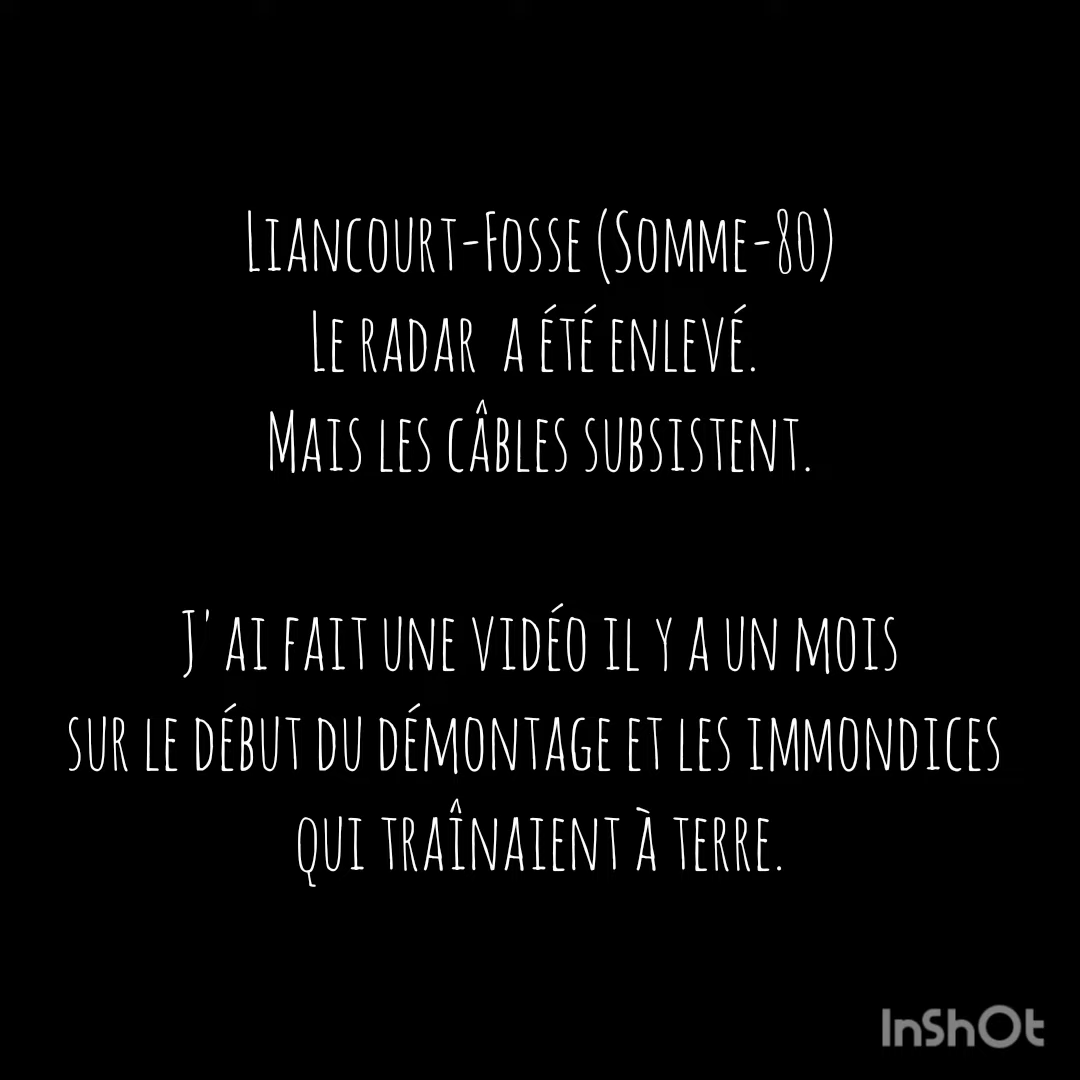 Liancourt-Fosse (Somme-80)
Le radar a été enlevé.
Mais les câbles subsistent.
J'ai fait une vidéo il y a un mois
sur le début du démontage et les immondices
qui traînaient à terre.
InShOt